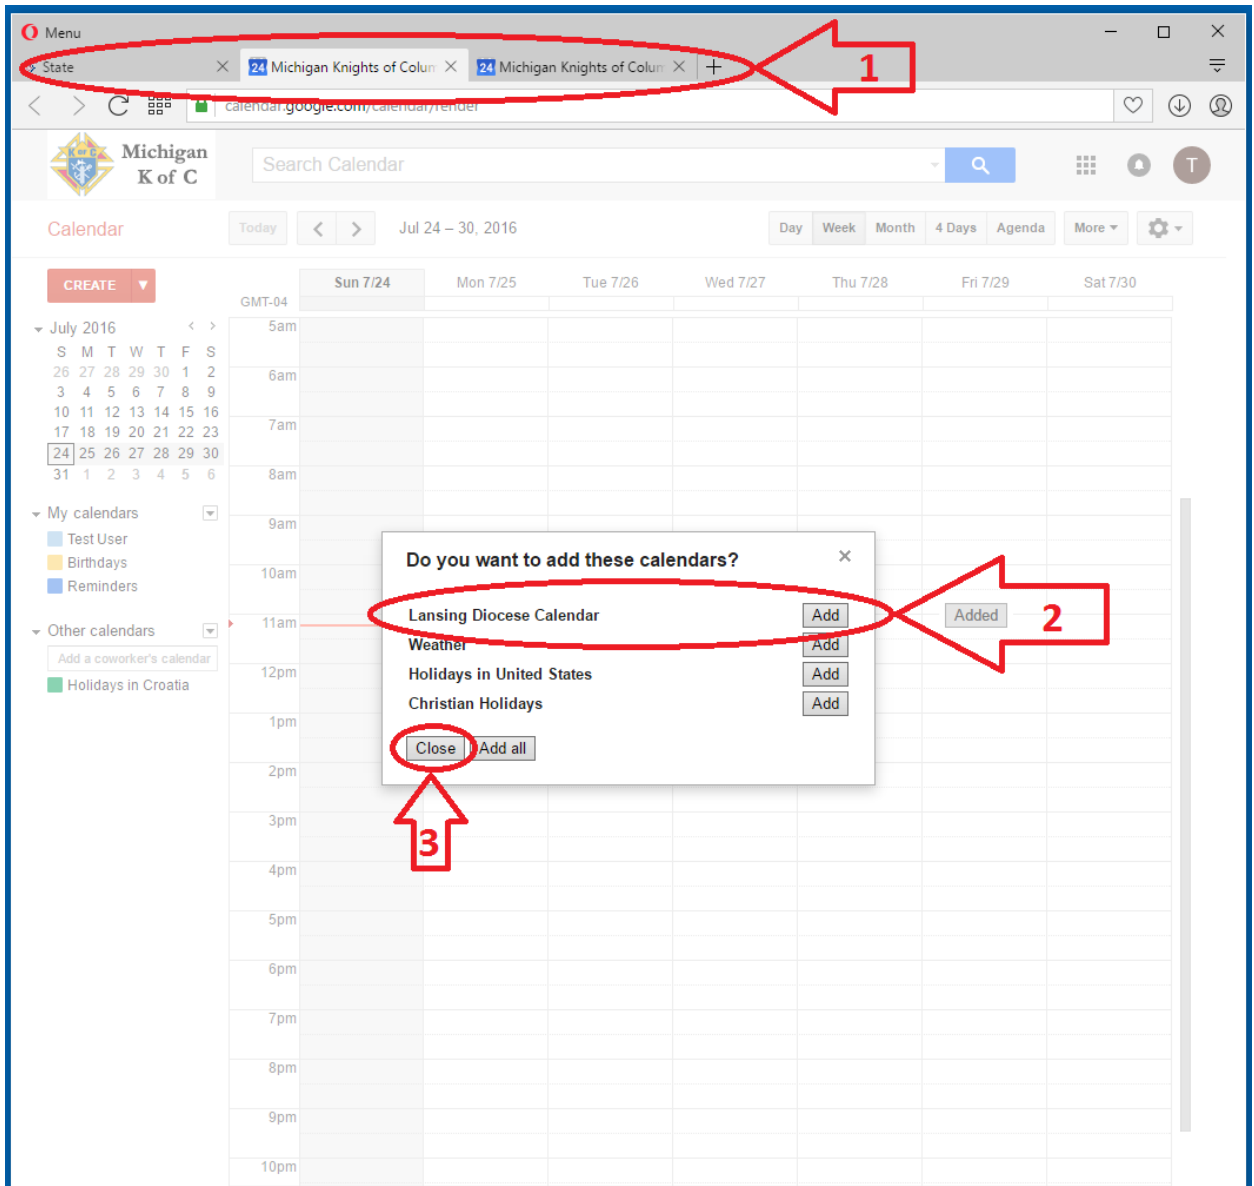 Menu
State
24 Michigan Knights of Colum
24 Michigan Knights of Colum
1
calendar.google.com/calendar/render
K of C
Michigan
K of C
Search Calendar
T
Calendar
Today
Jul 24 – 30, 2016
Day Week Month 4 Days Agenda More
CREATE
Sun 7/24 Mon 7/25 Tue 7/26 Wed 7/27 Thu 7/28 Fri 7/29 Sat 7/30
GMT-04
July 2016
S M T W T F S
26 27 28 29 30 1 2
3 4 5 6 7 8 9
10 11 12 13 14 15 16
17 18 19 20 21 22 23
24 25 26 27 28 29 30
31 1 2 3 4 5 6
My calendars
Test User
Birthdays
Reminders
Other calendars
Add a coworker's calendar
Holidays in Croatia
5am
6am
7am
8am
9am
10am
11am
12pm
1pm
2pm
3pm
4pm
5pm
6pm
7pm
8pm
9pm
10pm
Do you want to add these calendars?
Lansing Diocese Calendar Add
Added
2
Weather Add
Holidays in United States Add
Christian Holidays Add
Close Add all
3